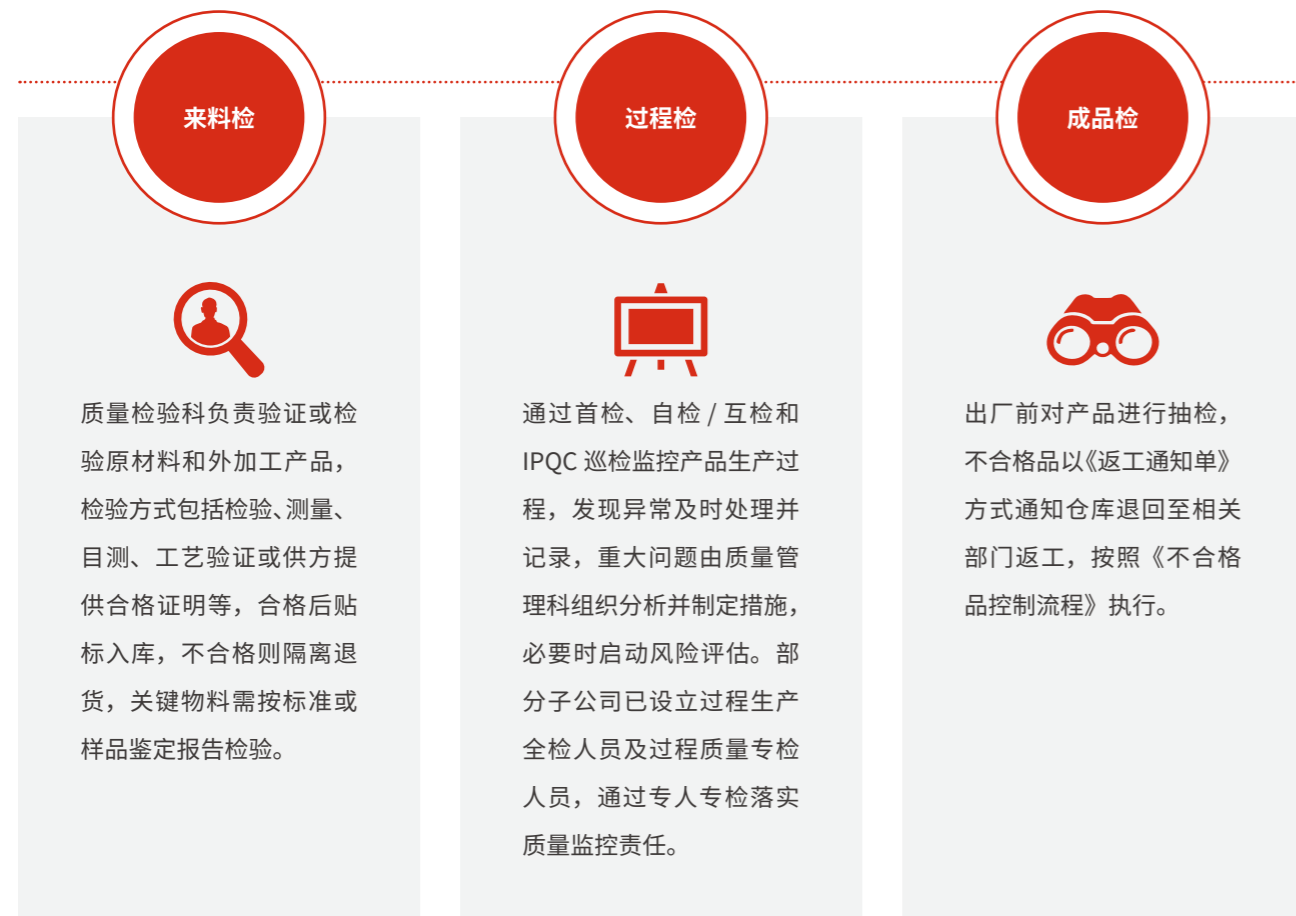 来料检
质量检验科负责验证或检
验原材料和外加工产品，
检验方式包括检验、测量、
目测、工艺验证或供方提
供合格证明等，合格后贴
标入库，不合格则隔离退
货，关键物料需按标准或
样品鉴定报告检验。
过程检
通过首检、自检 / 互检和
IPQC 巡检监控产品生产过
程，发现异常及时处理并
记录，重大问题由质量管
理科组织分析并制定措施，
必要时启动风险评估。部
分子公司已设立过程生产
全检人员及过程质量专检
人员，通过专人专检落实
质量监控责任。
成品检
出厂前对产品进行抽检，
不合格品以《返工通知单》
方式通知仓库退回至相关
部门返工，按照《不合格
品控制流程》执行。